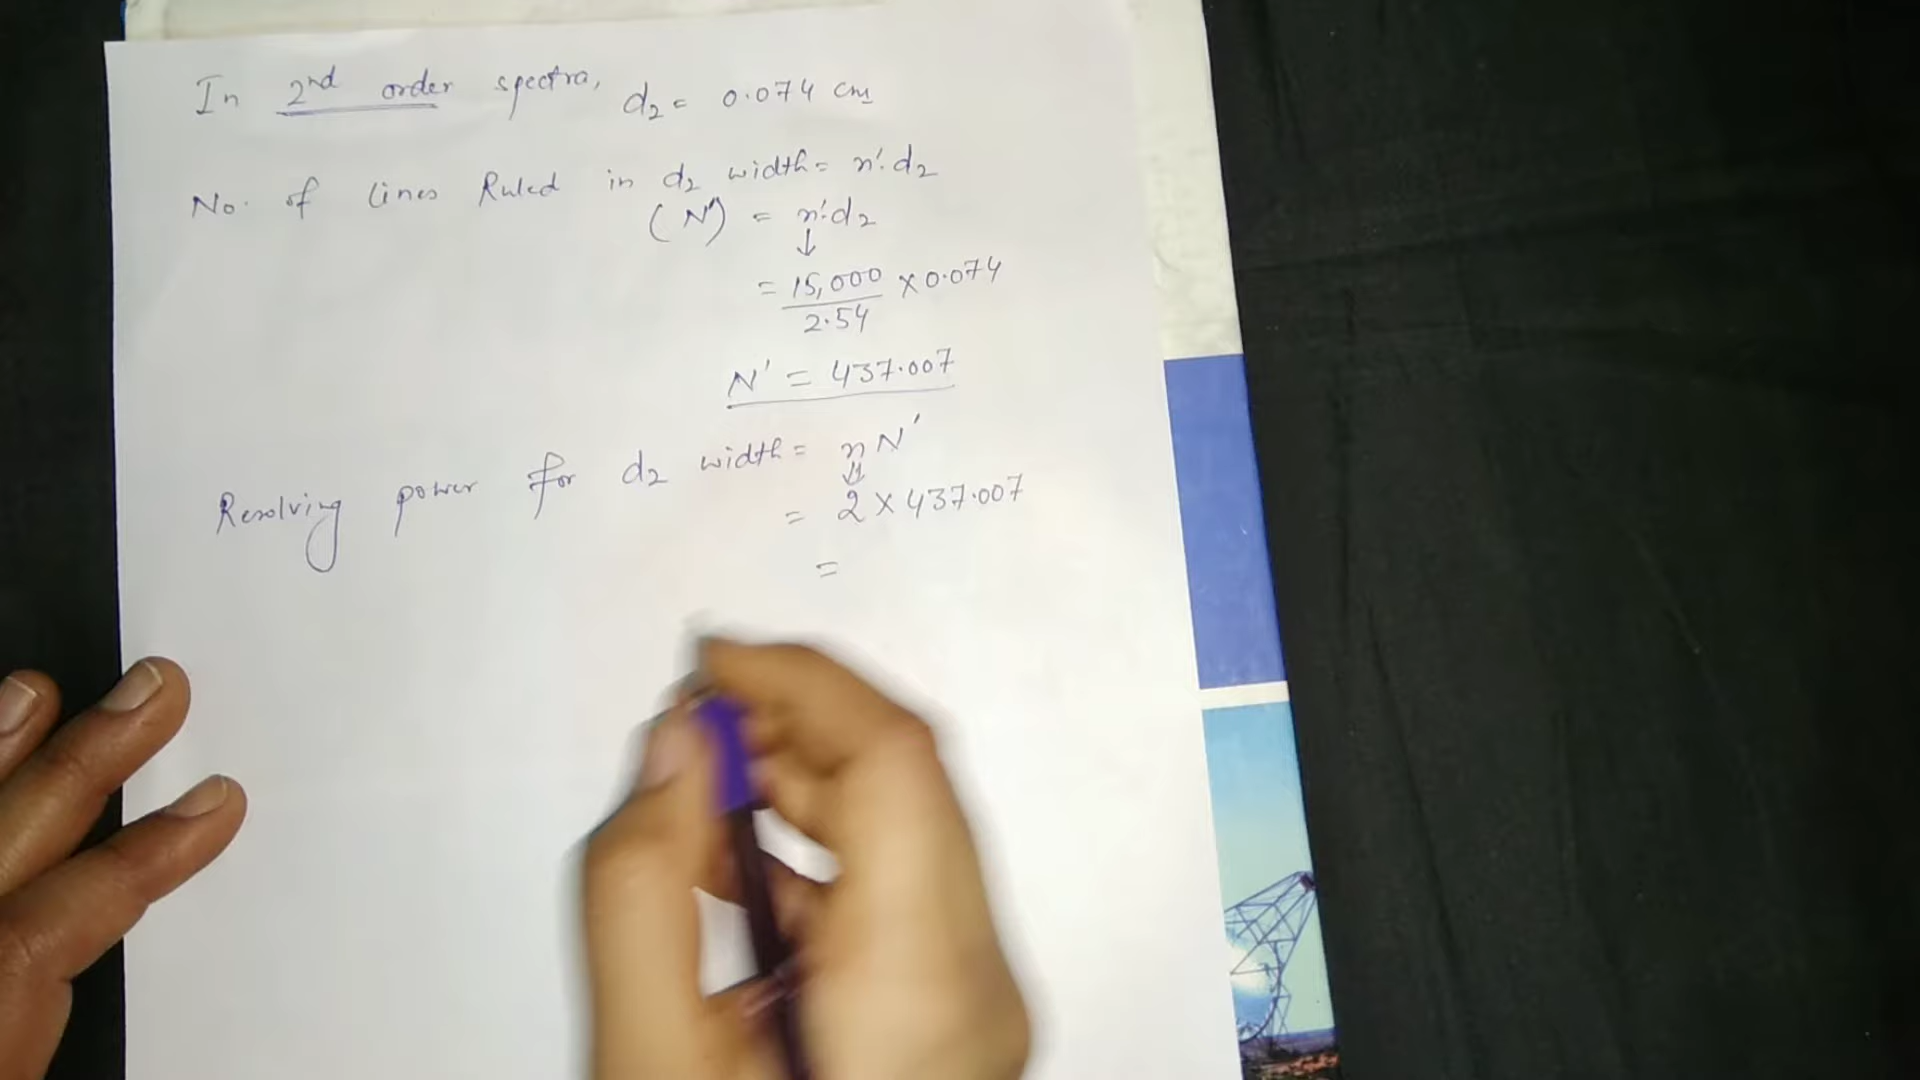 In 2nd order spectra, d2 = 0.074 cm
No. of lines Ruled in d2 width = n'.d2
(N') = n'.d2
↓
= 15,000 / 2.54 × 0.074
N' = 437.007
Resolving power for d2 width = n N'
⇓
= 2 × 437.007
=